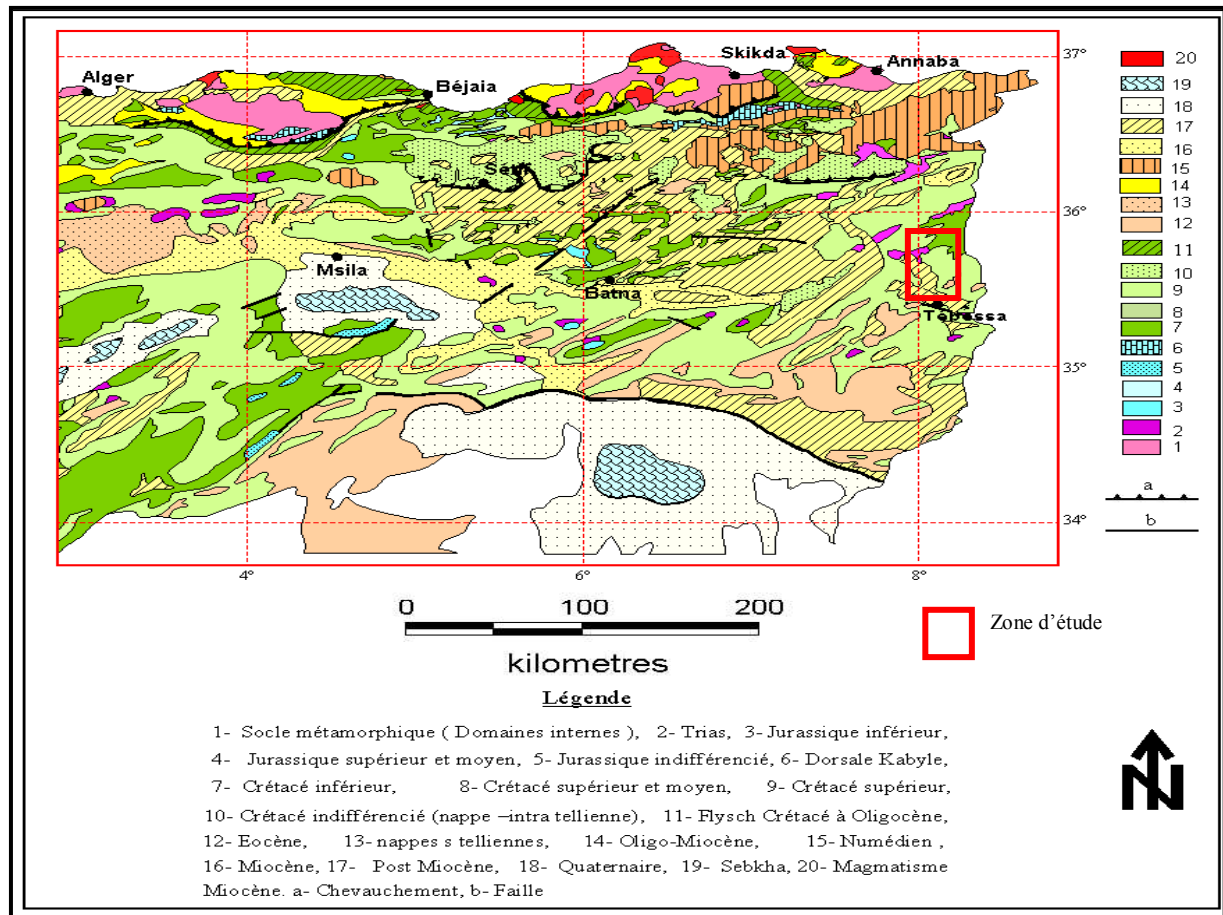 Alger
Béjaia
Skikda
Annaba
Sétif
Msila
Batna
Tébessa
37°
36°
35°
34°
4°
6°
8°
20
19
18
17
16
15
14
13
12
11
10
9
8
7
6
5
4
3
2
1
a
b
0 100 200
kilometres
Zone d'étude
Légende
1- Socle métamorphique ( Domaines internes ), 2- Trias, 3- Jurassique inférieur,
4- Jurassique supérieur et moyen, 5- Jurassique indifférencié, 6- Dorsale Kabyle,
7- Crétacé inférieur, 8- Crétacé supérieur et moyen, 9- Crétacé supérieur,
10- Crétacé indifférencié (nappe –intra tellienne), 11- Flysch Crétacé à Oligocène,
12- Eocène, 13- nappes s telliennes, 14- Oligo-Miocène, 15- Numédien ,
16- Miocène, 17- Post Miocène, 18- Quaternaire, 19- Sebkha, 20- Magmatisme
Miocène. a- Chevauchement, b- Faille
N